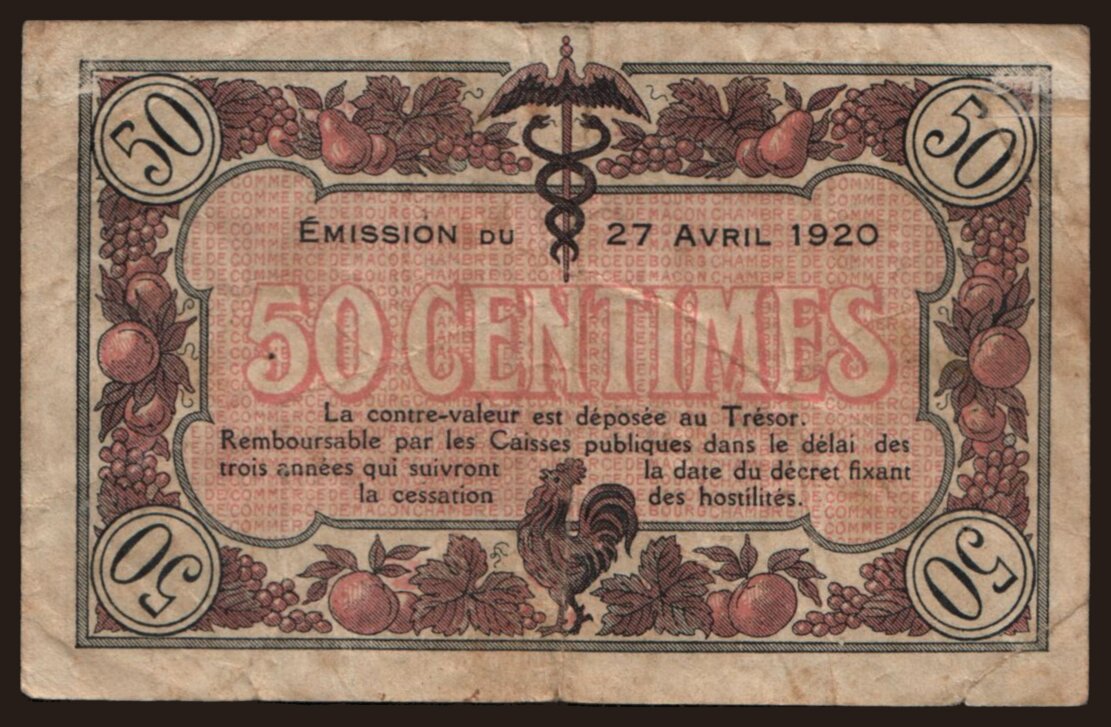 50 50
ÉMISSION DU 27 AVRIL 1920
50 CENTIMES
La contre-valeur est déposée au Trésor.
Remboursable par les Caisses publiques dans le délai des
trois années qui suivront la date du décret fixant
la cessation des hostilités.
50 50